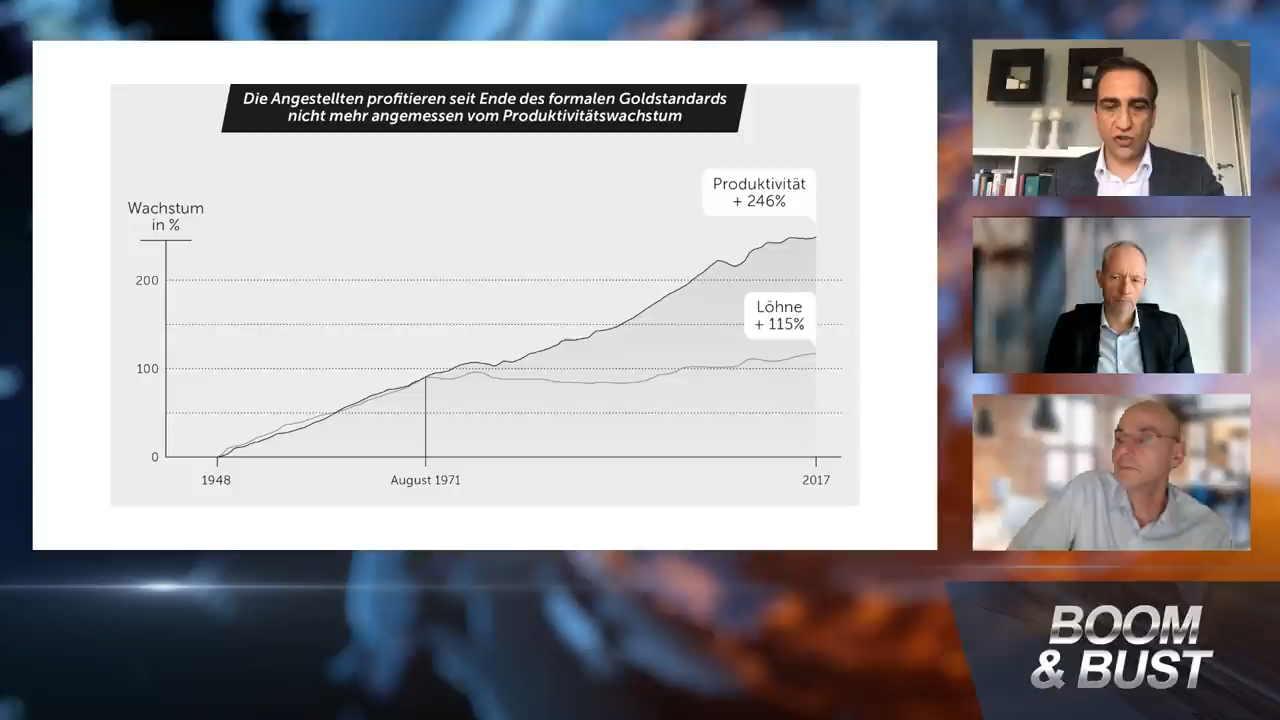 Die Angestellten profitieren seit Ende des formalen Goldstandards
nicht mehr angemessen vom Produktivitätswachstum
Produktivität
+ 246%
Wachstum
in %
200
Löhne
+ 115%
100
0
1948
August 1971
2017
BOOM
& BUST